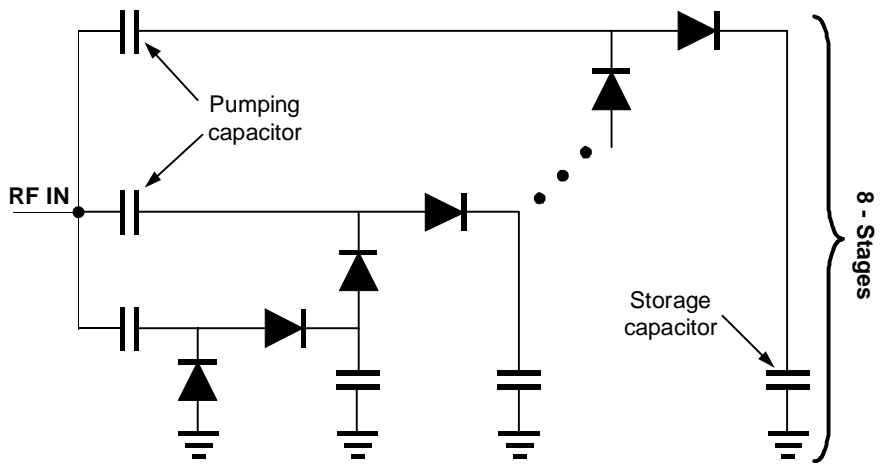 Pumping
capacitor
RF IN
8 - Stages
Storage
capacitor